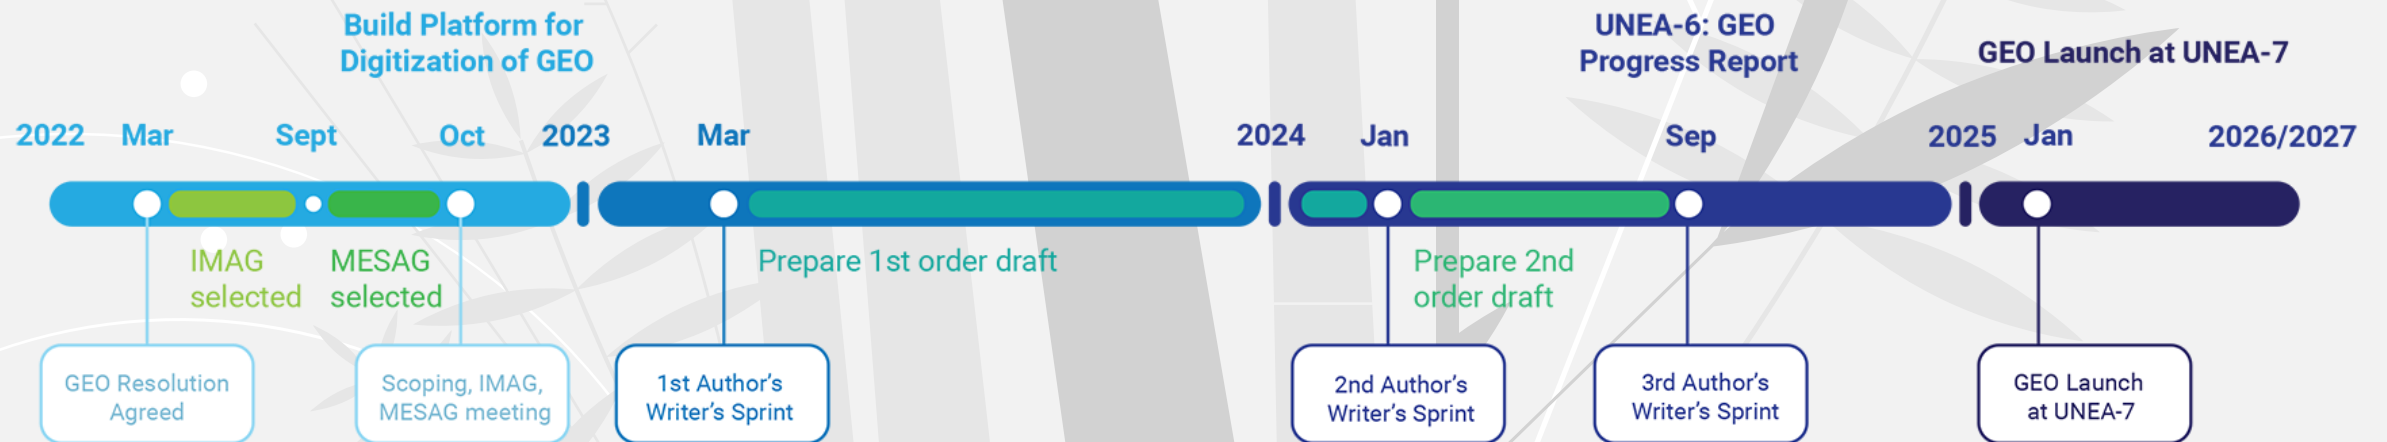 Build Platform for
Digitization of GEO
UNEA-6: GEO
Progress Report
GEO Launch at UNEA-7
2022 Mar Sept Oct 2023 Mar 2024 Jan Sep 2025 Jan 2026/2027
IMAG
selected
MESAG
selected
Prepare 1st order draft
Prepare 2nd
order draft
GEO Resolution
Agreed
Scoping, IMAG,
MESAG meeting
1st Author’s
Writer’s Sprint
2nd Author’s
Writer’s Sprint
3rd Author’s
Writer’s Sprint
GEO Launch
at UNEA-7